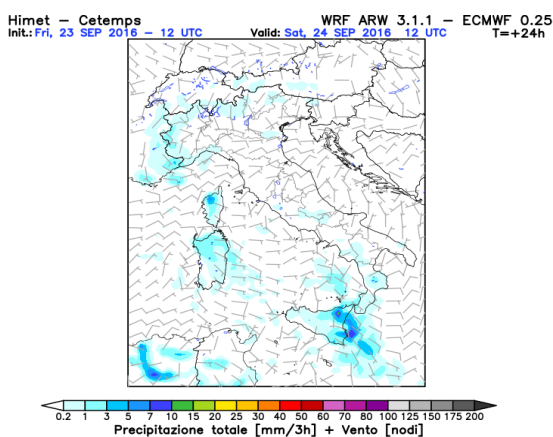 Himet – Cetemps WRF ARW 3.1.1 – ECMWF 0.25
Init.: Fri, 23 SEP 2016 – 12 UTC Valid: Sat, 24 SEP 2016 12 UTC T=+24h
0.2 1 3 5 7 10 15 20 25 30 40 50 60 70 80 100 125 150 175 200
Precipitazione totale [mm/3h] + Vento [nodi]